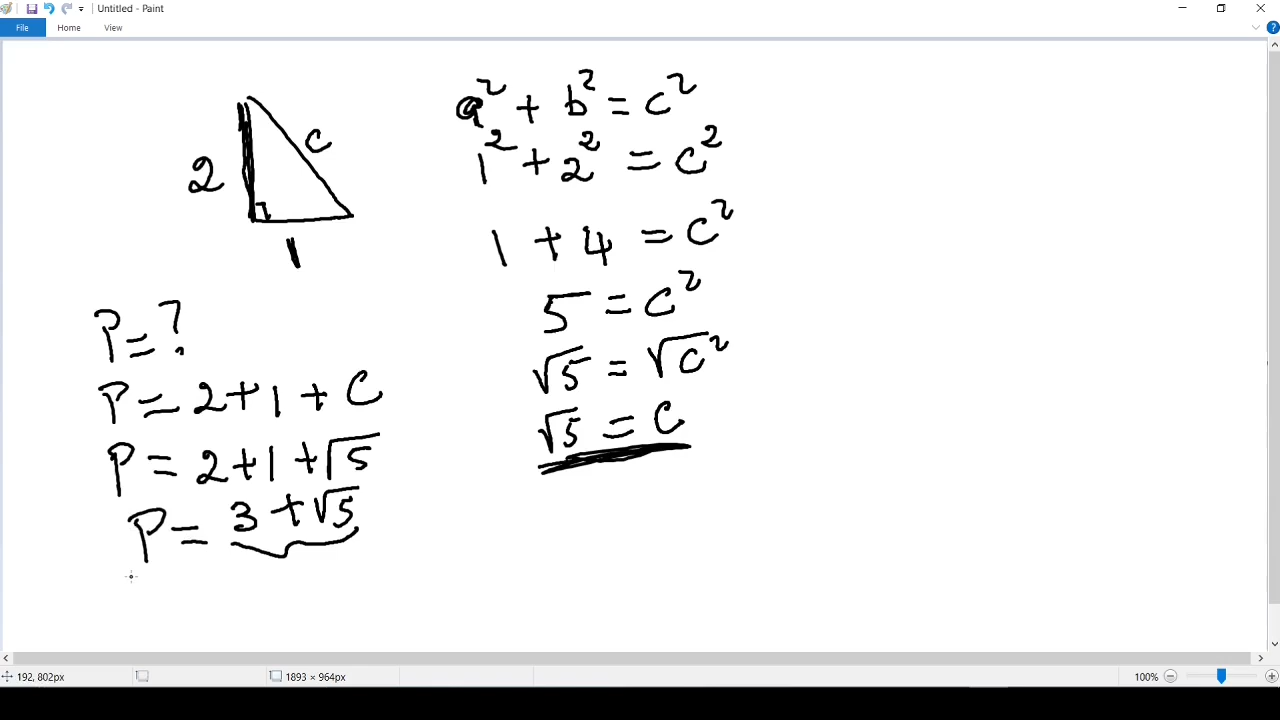 Untitled - Paint
File Home View
2
c
1
a² + b² = c²
1² + 2² = c²
1 + 4 = c²
5 = c²
√5 = √c²
√5 = c
P = ?
P = 2 + 1 + c
P = 2 + 1 + √5
P = 3 + √5
192, 802px
1893 × 964px
100%